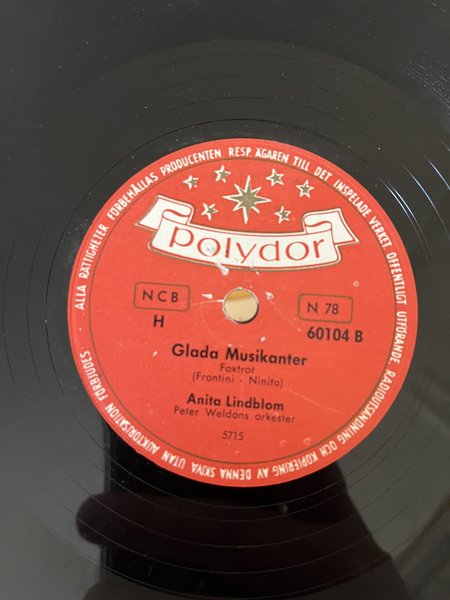 ALLA RÄTTIGHETER FÖRBEHÅLLAS PRODUCENTEN RESP. ÄGAREN TILL DET INSPELADE VERKET. OFFENTLIGT UTFÖRANDE, RADIOUTSÄNDNING OCH KOPIERING AV DENNA SKIVA UTAN AUKTORISATION FÖRBJUDES
polydor
NCB
N 78
H
60104 B
Glada Musikanter
Foxtrot
(Frontini - Ninito)
Anita Lindblom
Peter Weldons orkester
5715